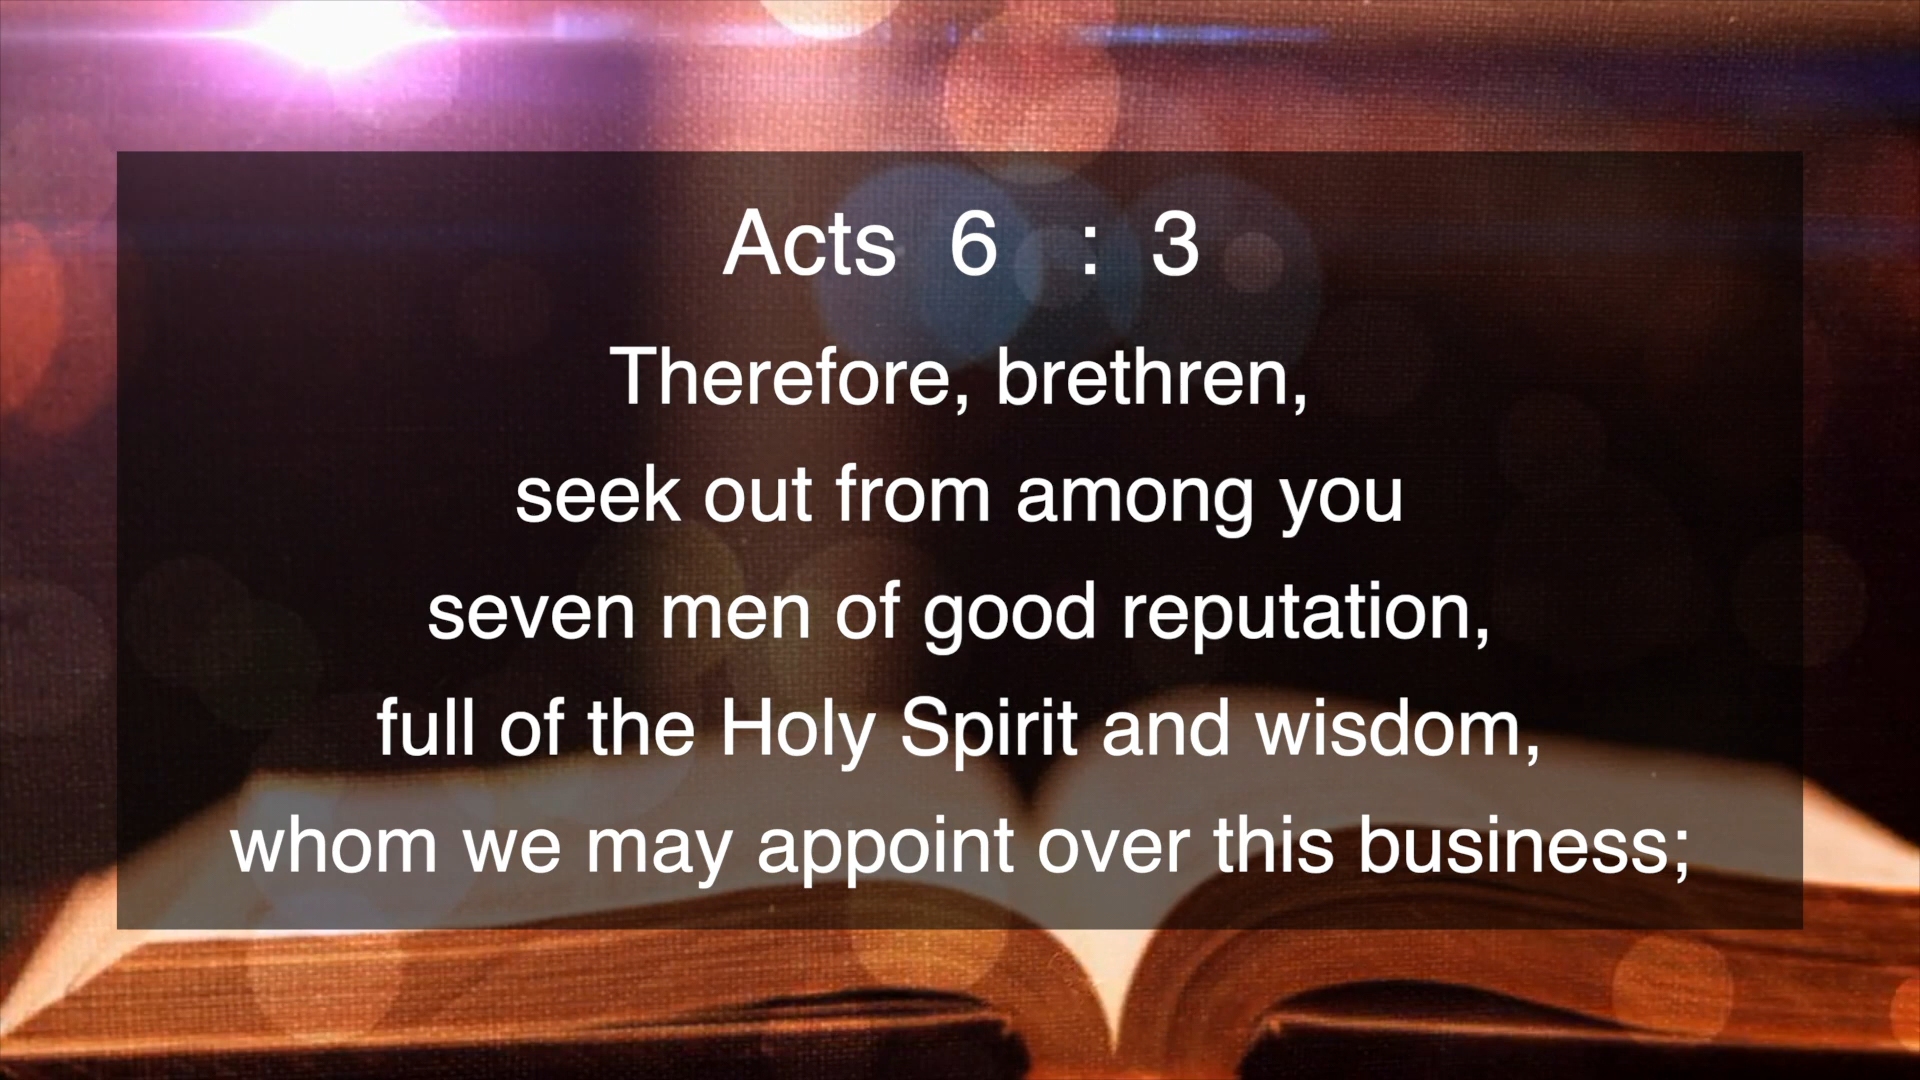 Acts 6 : 3
Therefore, brethren,
seek out from among you
seven men of good reputation,
full of the Holy Spirit and wisdom,
whom we may appoint over this business;